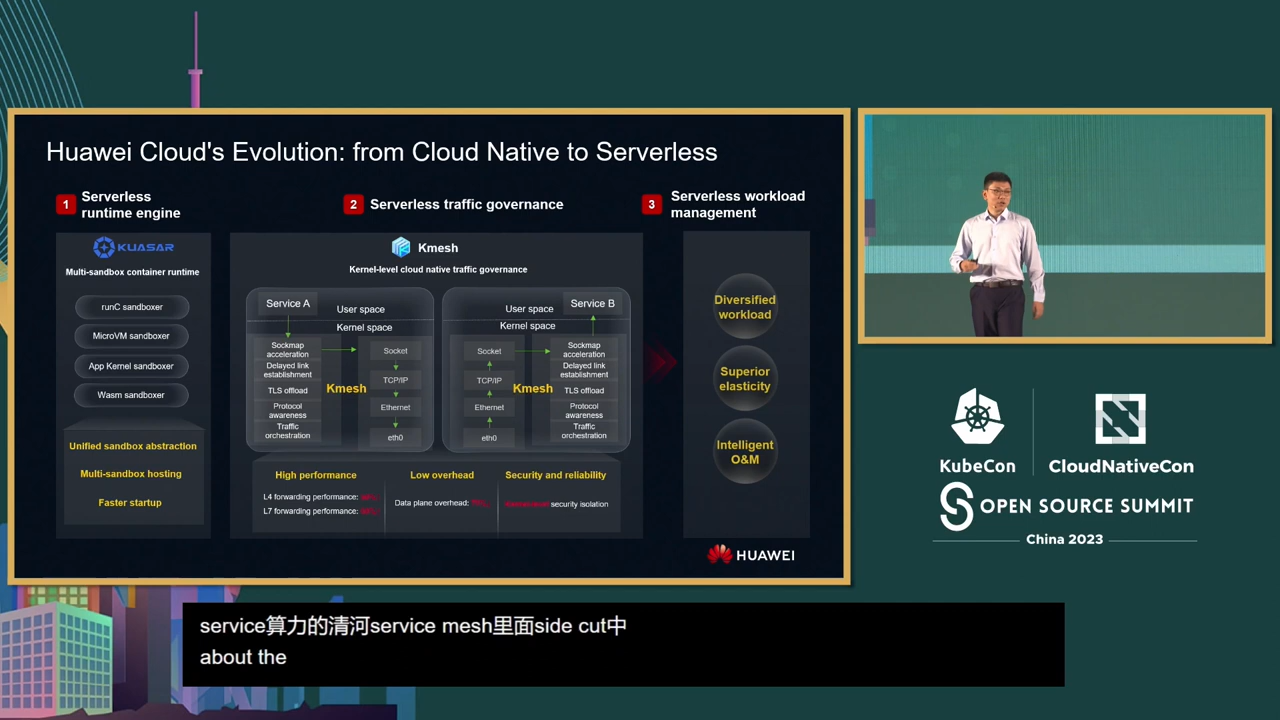 Huawei Cloud's Evolution: from Cloud Native to Serverless
1
Serverless
runtime engine
2
Serverless traffic governance
3
Serverless workload
management
KUASAR
Multi-sandbox container runtime
runC sandboxer
MicroVM sandboxer
App Kernel sandboxer
Wasm sandboxer
Unified sandbox abstraction
Multi-sandbox hosting
Faster startup
Kmesh
Kernel-level cloud native traffic governance
Service A
User space
Kernel space
Sockmap
acceleration
Delayed link
establishment
TLS offload
Protocol
awareness
Traffic
orchestration
Kmesh
Socket
TCP/IP
Ethernet
eth0
User space
Service B
Kernel space
Socket
TCP/IP
Ethernet
eth0
Kmesh
Sockmap
acceleration
Delayed link
establishment
TLS offload
Protocol
awareness
Traffic
orchestration
High performance
L4 forwarding performance:
L7 forwarding performance:
Low overhead
Data plane overhead:
Security and reliability
security isolation
Diversified
workload
Superior
elasticity
Intelligent
O&M
HUAWEI
KubeCon
CloudNativeCon
OPEN SOURCE SUMMIT
China 2023
service算力的清河service mesh里面side cut中
about the